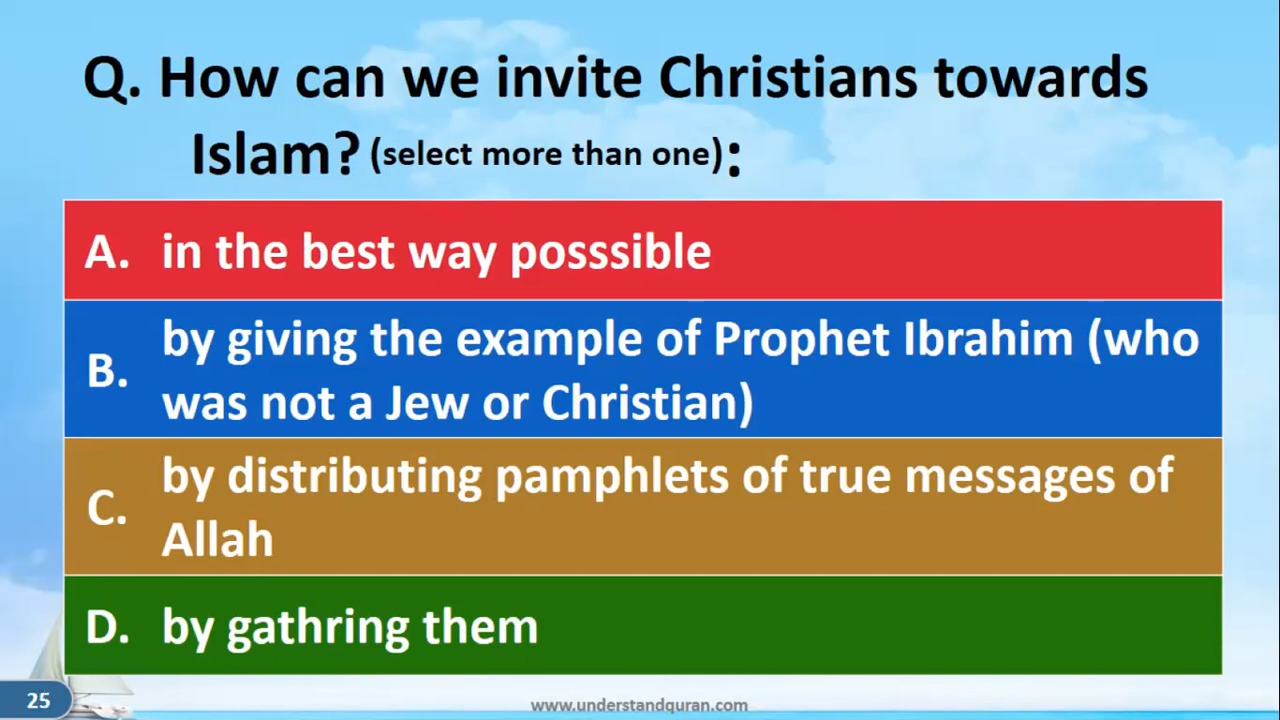 Q. How can we invite Christians towards
Islam? (select more than one):
A. in the best way posssible
B. by giving the example of Prophet Ibrahim (who
was not a Jew or Christian)
C. by distributing pamphlets of true messages of
Allah
D. by gathring them
25
www.understandquran.com